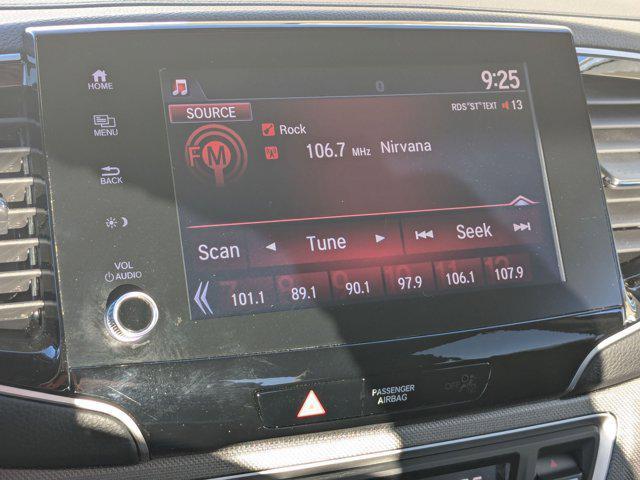 HOME
9:25
SOURCE
RDS ST TEXT 13
Rock
FM
106.7 MHz Nirvana
MENU
BACK
Scan Tune Seek
VOL
AUDIO
101.1 89.1 90.1 97.9 106.1 107.9
PASSENGER
AIRBAG
OFF